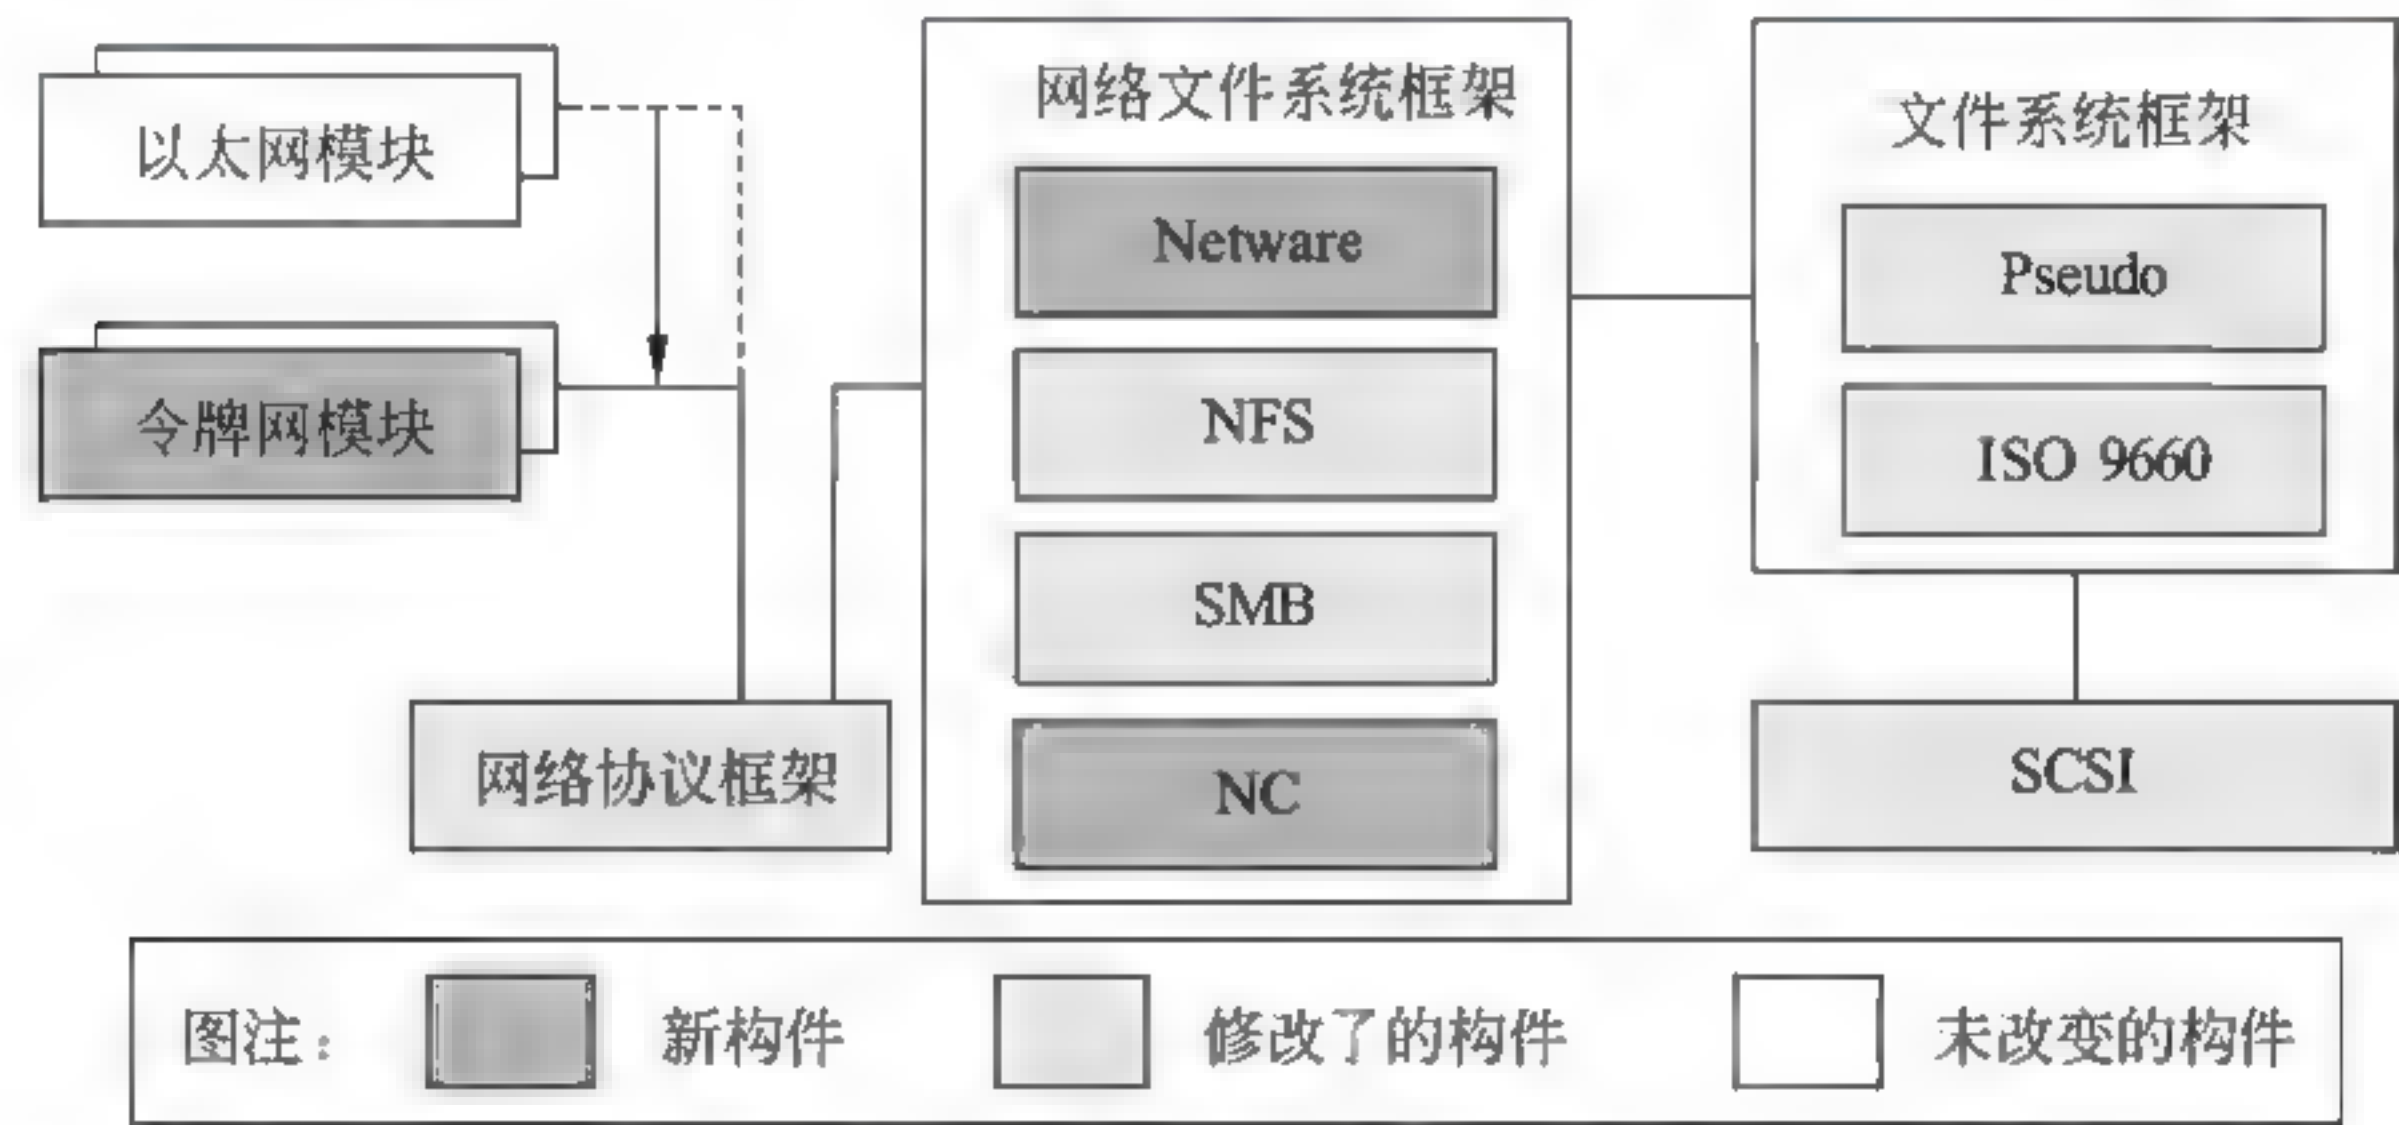 以太网模块
令牌网模块
网络协议框架
网络文件系统框架
Netware
NFS
SMB
NC
文件系统框架
Pseudo
ISO 9660
SCSI
图注：
新构件
修改了的构件
未改变的构件